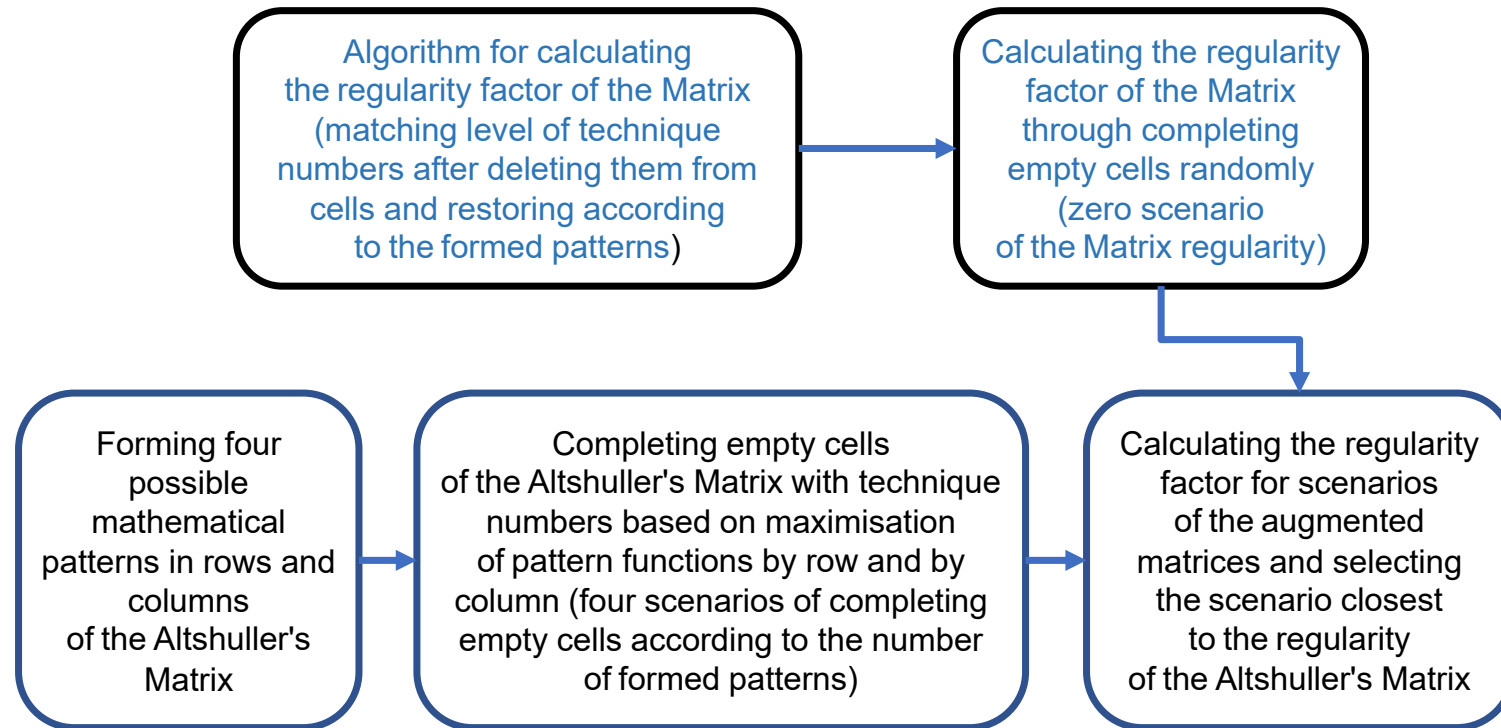 Algorithm for calculating
the regularity factor of the Matrix
(matching level of technique
numbers after deleting them from
cells and restoring according
to the formed patterns)
Calculating the regularity
factor of the Matrix
through completing
empty cells randomly
(zero scenario
of the Matrix regularity)
Forming four
possible
mathematical
patterns in rows and
columns
of the Altshuller's
Matrix
Completing empty cells
of the Altshuller's Matrix with technique
numbers based on maximisation
of pattern functions by row and by
column (four scenarios of completing
empty cells according to the number
of formed patterns)
Calculating the regularity
factor for scenarios
of the augmented
matrices and selecting
the scenario closest
to the regularity
of the Altshuller's Matrix